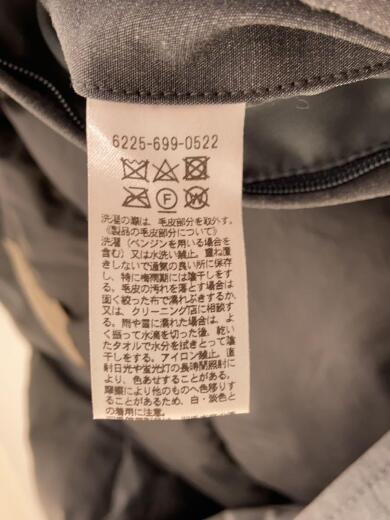 6225-699-0522
F W
洗濯の際は、毛皮部分を取外す。
《製品の毛皮部分について》
洗濯(ベンジンを用いる場合を
含む)又は水洗い禁止。重ね置
きしないで通気の良い所に保存
し、特に梅雨期には陰干しをす
る。毛皮の汚れを落とす場合は
固く絞った布で濡れぶきするか、
又は、クリーニング店に相談す
る。雨や雪に濡れた場合は、よ
く振って水滴を切った後、乾い
たタオルで水分を拭きとって陰
干しをする。アイロン禁止。直
射日光や蛍光灯の長時間照射に
より、色あせすることがある。
摩擦により他のものへ色移りす
ることがあるため、白・淡色と
の着用に注意。